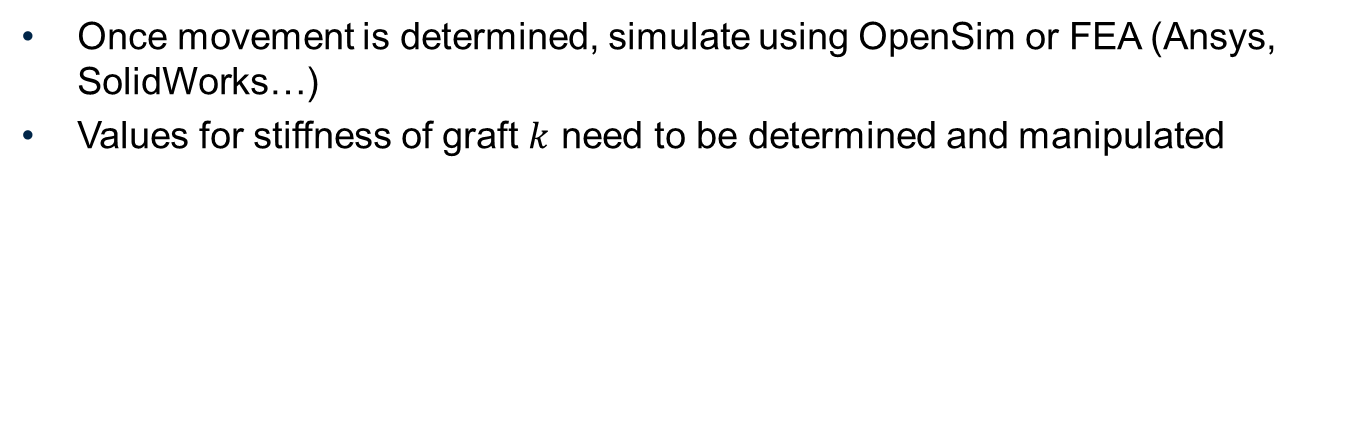 • Once movement is determined, simulate using OpenSim or FEA (Ansys,
SolidWorks…)
• Values for stiffness of graft 𝑘 need to be determined and manipulated